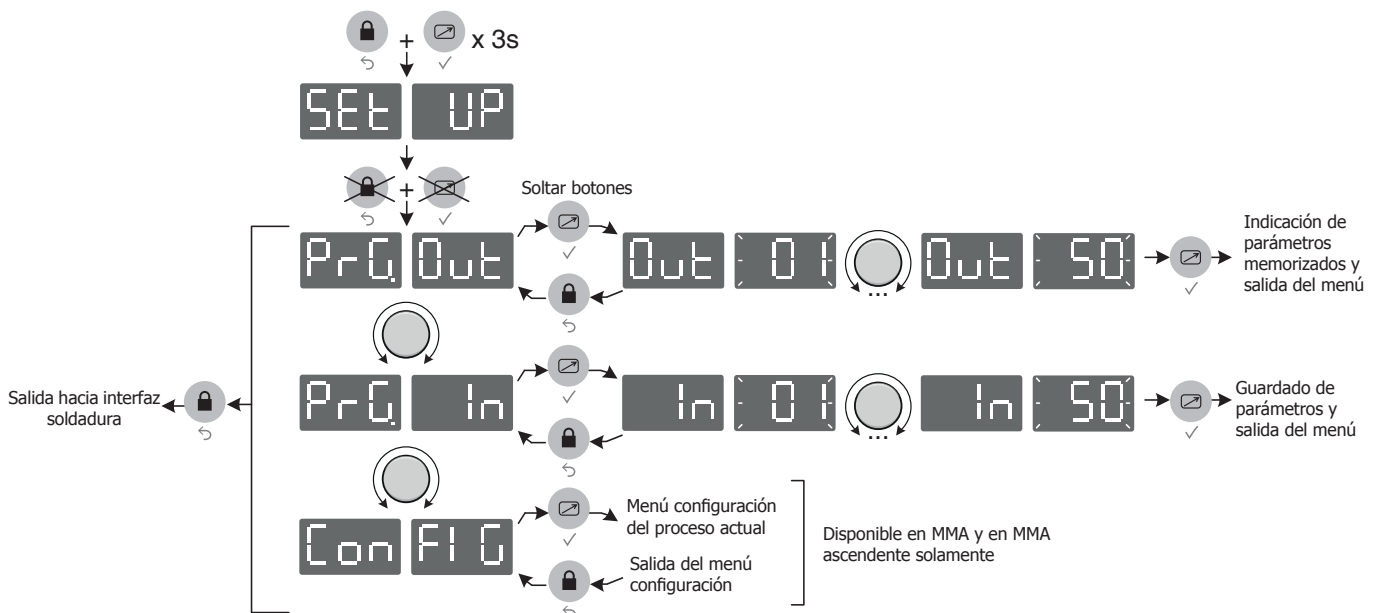 + x 3s
SEt UP
+
Soltar botones
PrG. Out
Out 01
...
Out 50
Indicación de
parámetros
memorizados y
salida del menú
Salida hacia interfaz
soldadura
PrG. In
In 01
...
In 50
Guardado de
parámetros y
salida del menú
Con FIG
Menú configuración
del proceso actual
Salida del menú
configuración
Disponible en MMA y en MMA
ascendente solamente